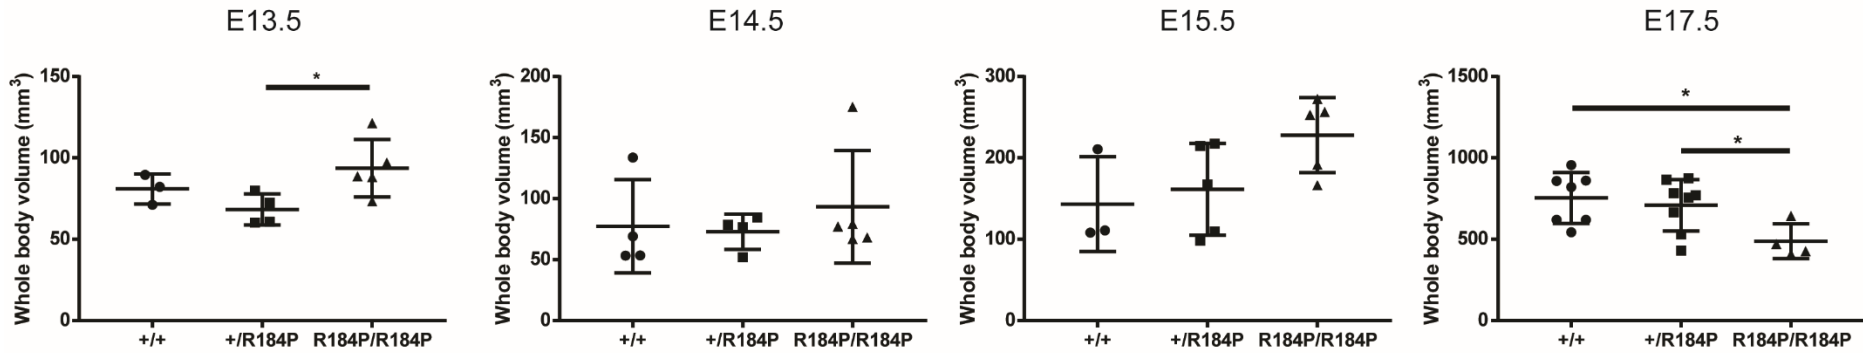 E13.5
Whole body volume (mm³)
150
100
50
0
*
+/+
+/R184P
R184P/R184P
E14.5
Whole body volume (mm³)
200
150
100
50
0
+/+
+/R184P
R184P/R184P
E15.5
Whole body volume (mm³)
300
200
100
0
+/+
+/R184P
R184P/R184P
E17.5
Whole body volume (mm³)
1500
1000
500
0
*
*
+/+
+/R184P
R184P/R184P